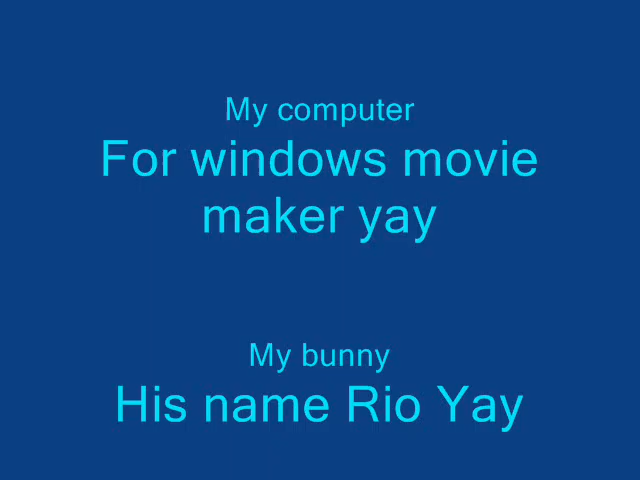 My computer
For windows movie
maker yay
My bunny
His name Rio Yay